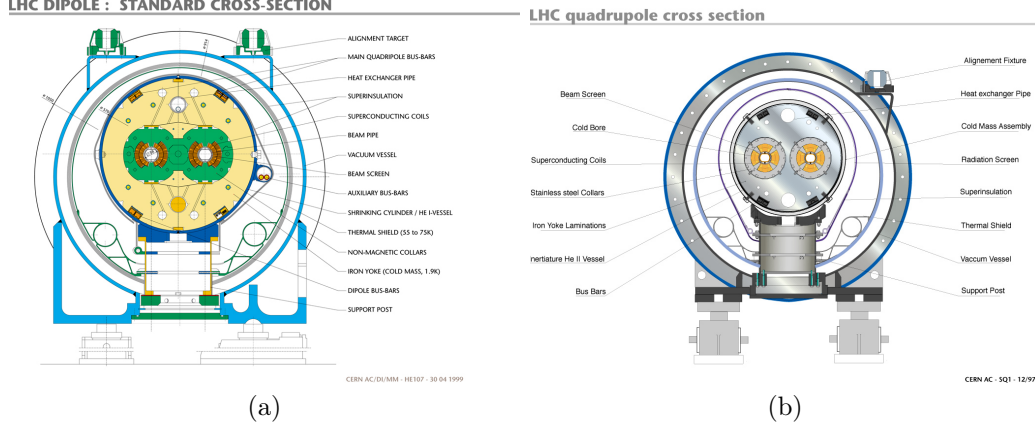 LHC DIPOLE : STANDARD CROSS-SECTION
ALIGNMENT TARGET
MAIN QUADRIPOLE BUS-BARS
HEAT EXCHANGER PIPE
SUPERINSULATION
SUPERCONDUCTING COILS
BEAM PIPE
VACUUM VESSEL
BEAM SCREEN
AUXILIARY BUS-BARS
SHRINKING CYLINDER / HE I-VESSEL
THERMAL SHIELD (55 to 75K)
NON-MAGNETIC COLLARS
IRON YOKE (COLD MASS, 1.9K)
DIPOLE BUS-BARS
SUPPORT POST
CERN AC/DI/MM - HE107 - 30 04 1999
(a)
LHC quadrupole cross section
Beam Screen
Cold Bore
Superconducting Coils
Stainless steel Collars
Iron Yoke Laminations
nertiature He II Vessel
Bus Bars
Alignement Fixture
Heat exchanger Pipe
Cold Mass Assembly
Radiation Screen
Superinsulation
Thermal Shield
Vaccum Vessel
Support Post
CERN AC - SQ1 - 12/97
(b)